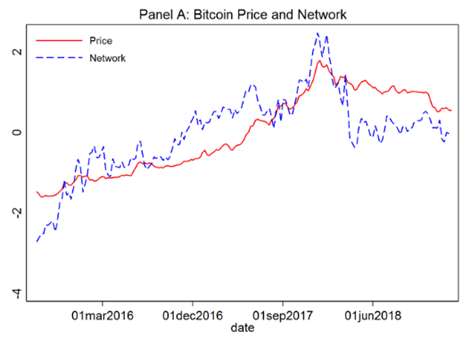 Panel A: Bitcoin Price and Network
Price
Network
2
0
-2
-4
01mar2016 01dec2016 01sep2017 01jun2018
date